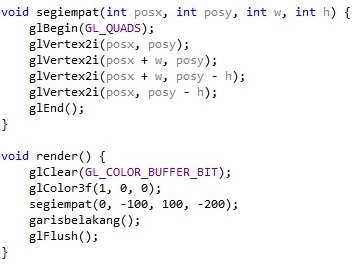 void segiempat(int posx, int posy, int w, int h) {
    glBegin(GL_QUADS);
    glVertex2i(posx, posy);
    glVertex2i(posx + w, posy);
    glVertex2i(posx + w, posy - h);
    glVertex2i(posx, posy - h);
    glEnd();
}

void render() {
    glClear(GL_COLOR_BUFFER_BIT);
    glColor3f(1, 0, 0);
    segiempat(0, -100, 100, -200);
    garisbelakang();
    glFlush();
}